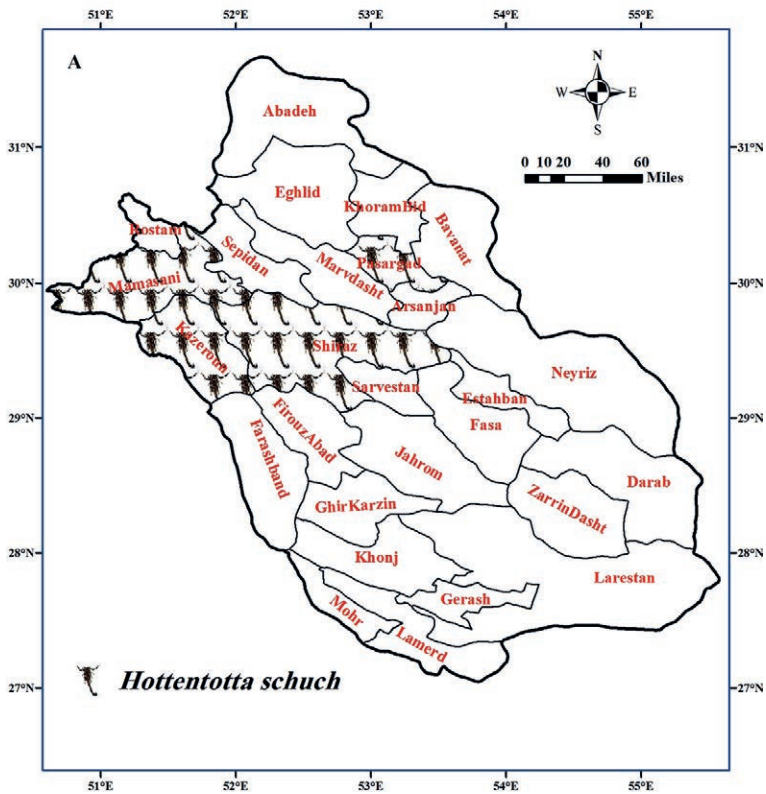 51°E 52°E 53°E 54°E 55°E
A
N
W E
S
0 10 20 40 60
Miles
31°N 31°N
30°N 30°N
29°N 29°N
28°N 28°N
27°N 27°N
Abadeh
Eghlid
KhoramBid
Bavanat
Rostam
Sepidan
Marvdasht
Pasargad
Mamasani
Arsanjan
Kazeroun
Shiraz
Neyriz
Sarvestan
Estahban
Fasa
FirouzAbad
Farashband
Jahrom
Darab
ZarrinDasht
GhirKarzin
Khonj
Larestan
Gerash
Mohr
Lamerd
Hottentotta schuch
51°E 52°E 53°E 54°E 55°E